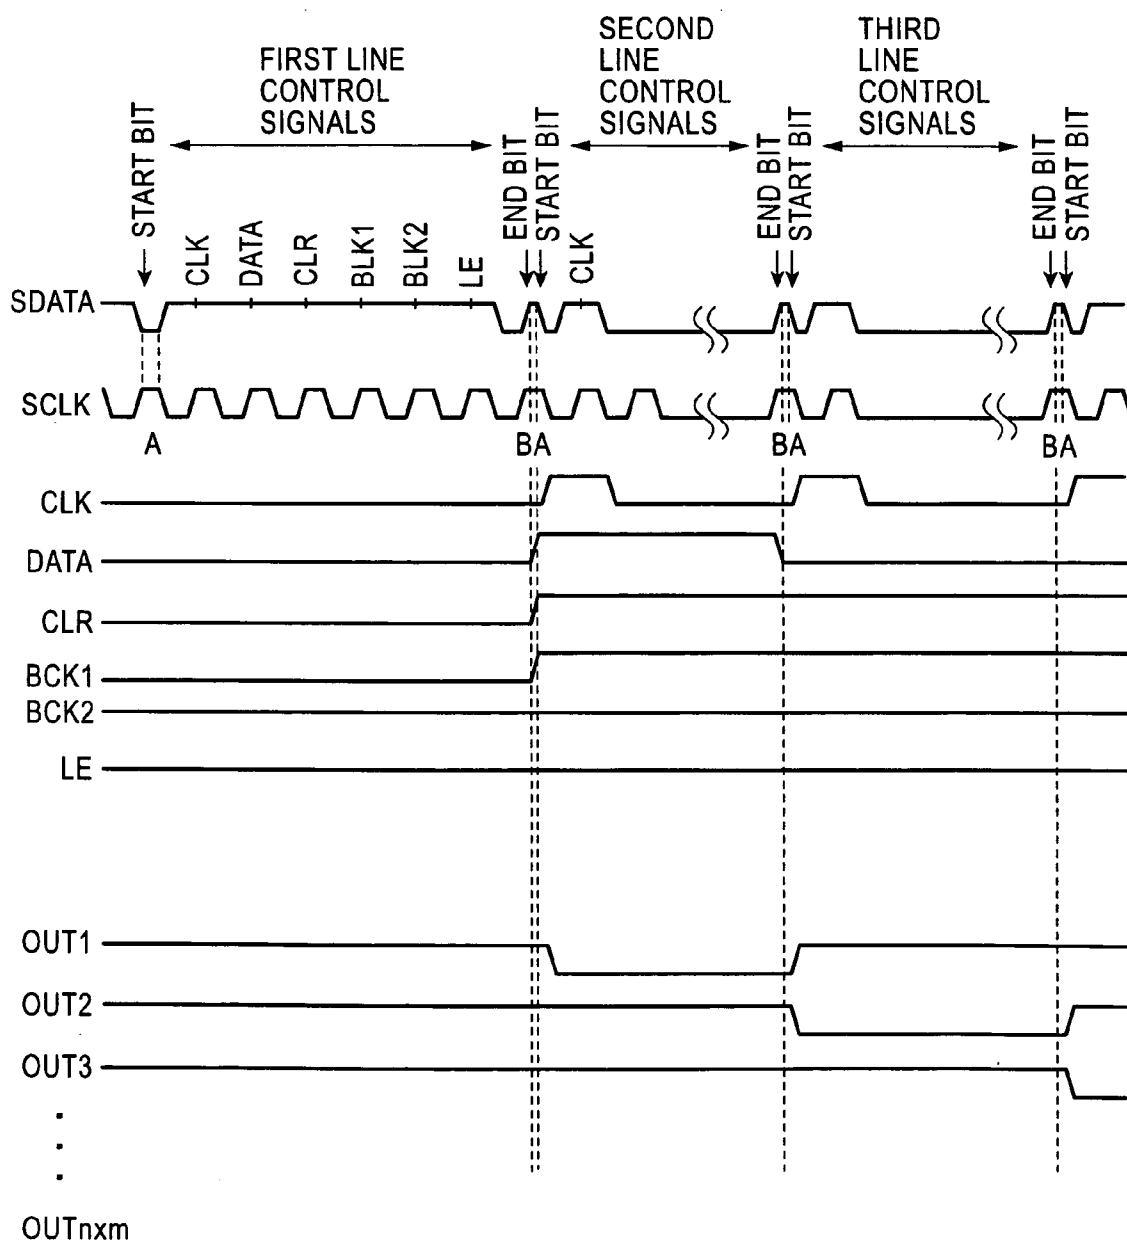 FIRST LINE
CONTROL
SIGNALS
SECOND
LINE
CONTROL
SIGNALS
THIRD
LINE
CONTROL
SIGNALS
START BIT
END BIT
START BIT
END BIT
START BIT
END BIT
START BIT
CLK
DATA
CLR
BLK1
BLK2
LE
CLK
SDATA
SCLK
A
BA
BA
BA
CLK
DATA
CLR
BCK1
BCK2
LE
OUT1
OUT2
OUT3
OUTnxm